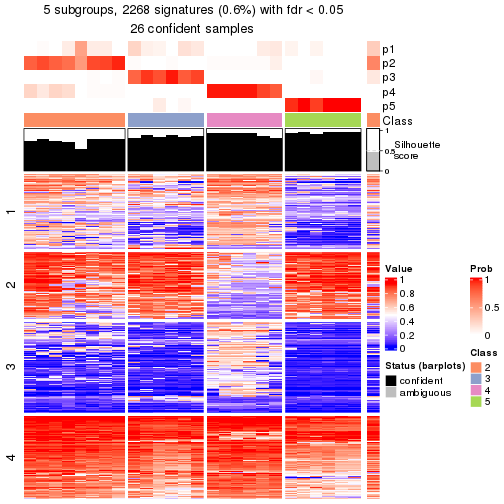 5 subgroups, 2268 signatures (0.6%) with fdr < 0.05
26 confident samples
p1
p2
p3
p4
p5
Class
1
0.5
0
Silhouette
score
1
2
3
4
Value
1
0.8
0.6
0.4
0.2
0
Status (barplots)
confident
ambiguous
Prob
1
0.5
0
Class
2
3
4
5